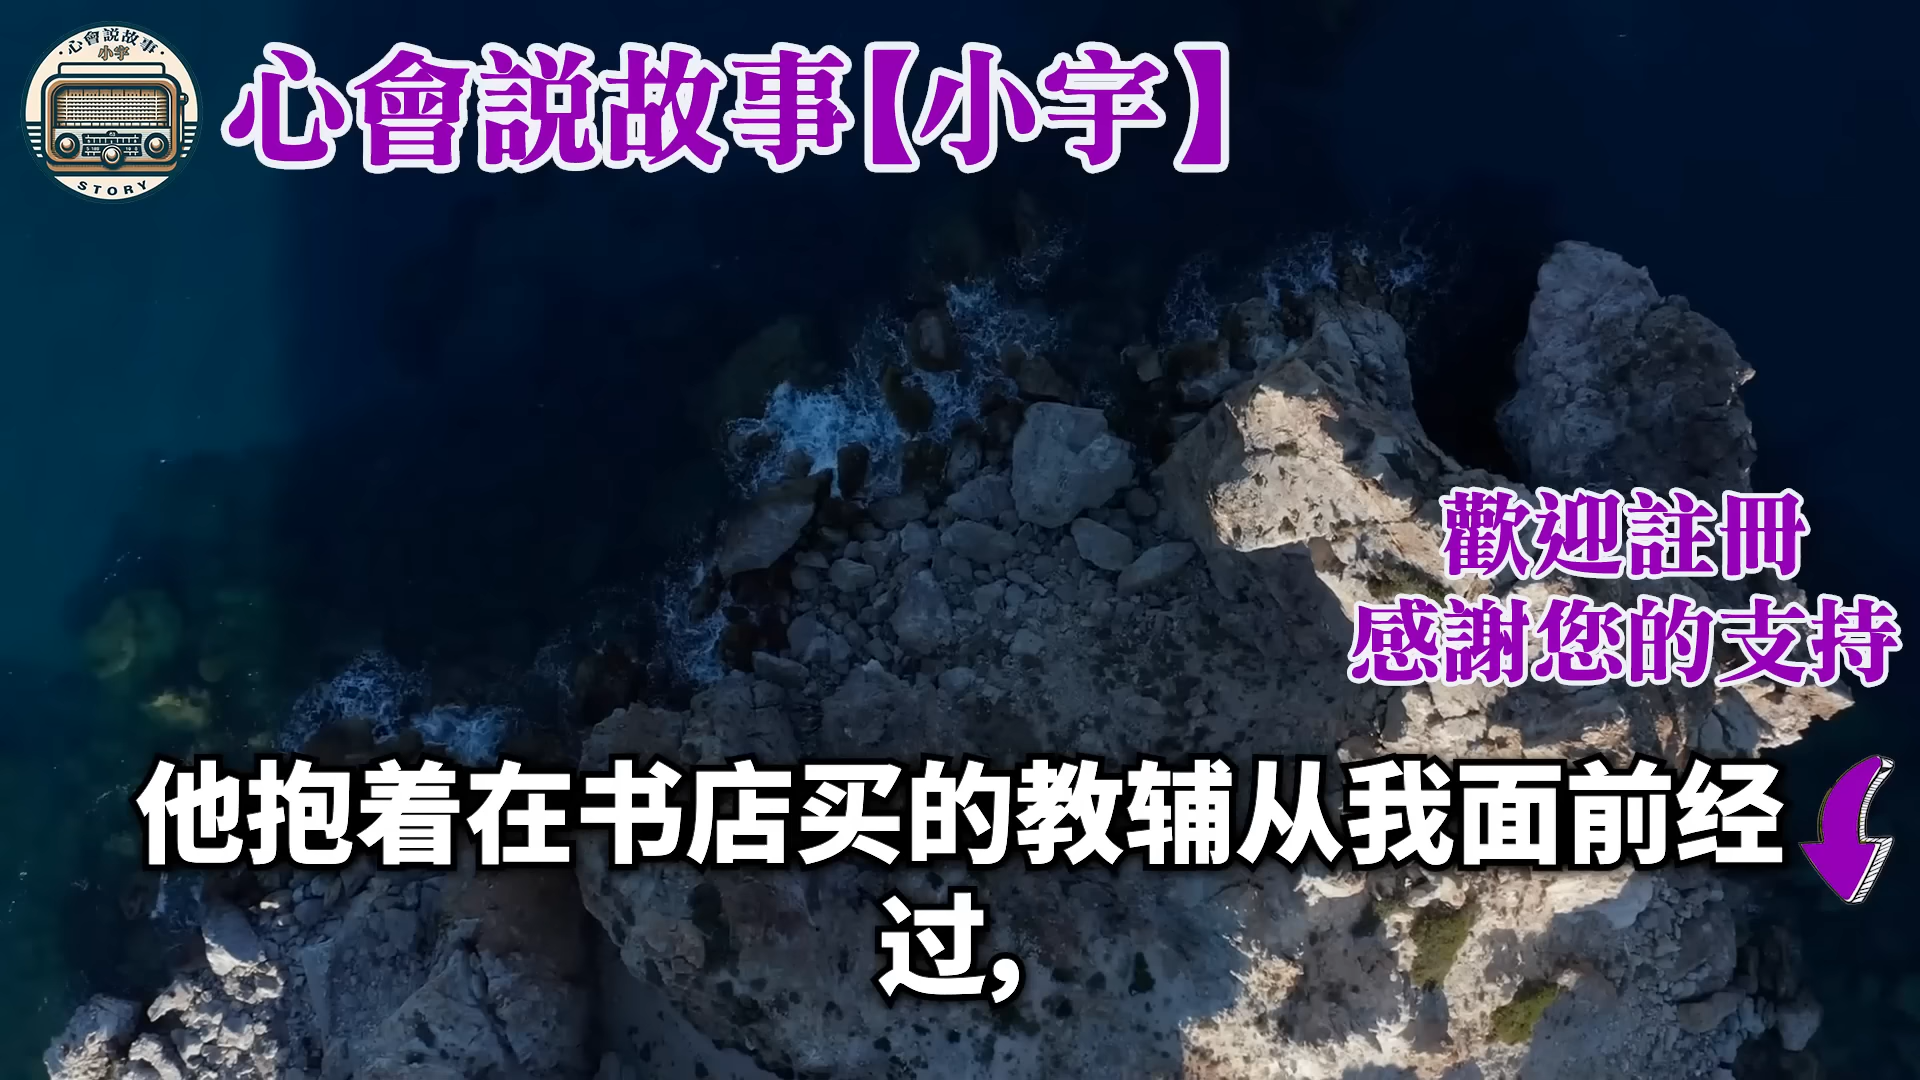 ·心會説故事·
小宇
STORY
心會説故事【小宇】
歡迎註冊
感謝您的支持
他抱着在书店买的教辅从我面前经
过,